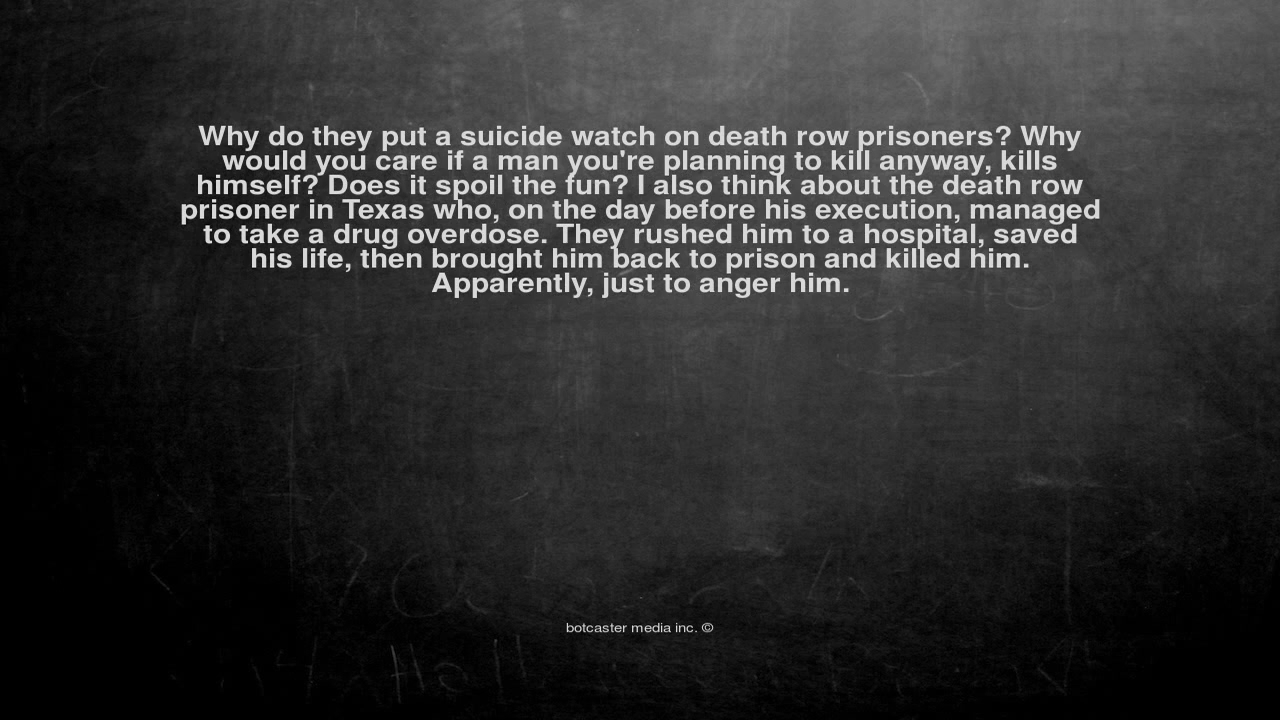 Why do they put a suicide watch on death row prisoners? Why
would you care if a man you're planning to kill anyway, kills
himself? Does it spoil the fun? I also think about the death row
prisoner in Texas who, on the day before his execution, managed
to take a drug overdose. They rushed him to a hospital, saved
his life, then brought him back to prison and killed him.
Apparently, just to anger him.
botcaster media inc. ©